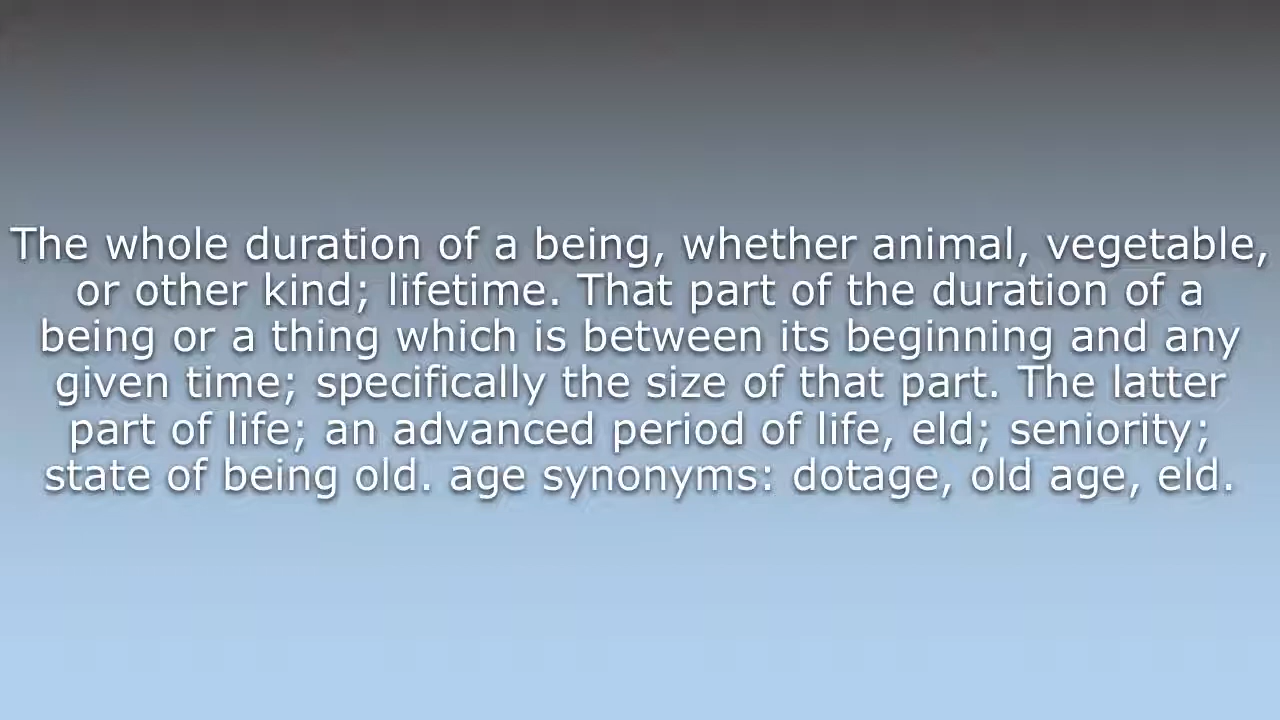 The whole duration of a being, whether animal, vegetable,
or other kind; lifetime. That part of the duration of a
being or a thing which is between its beginning and any
given time; specifically the size of that part. The latter
part of life; an advanced period of life, eld; seniority;
state of being old. age synonyms: dotage, old age, eld.